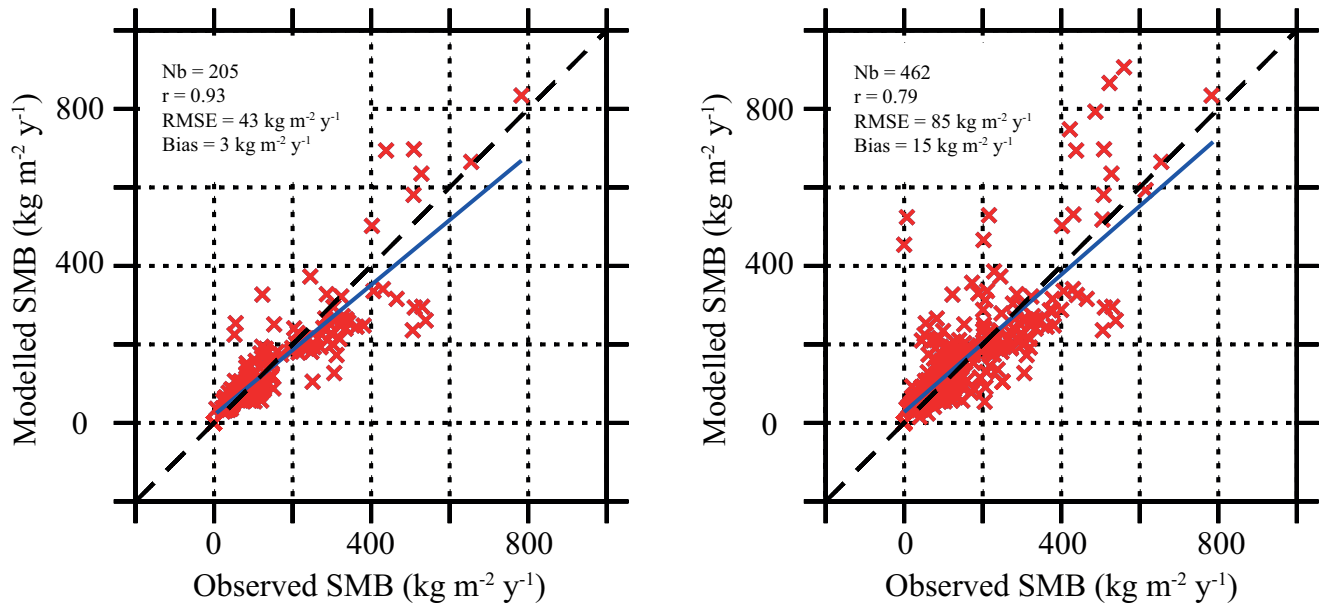 Nb = 205
r = 0.93
RMSE = 43 kg m⁻² y⁻¹
Bias = 3 kg m⁻² y⁻¹
Modelled SMB (kg m⁻² y⁻¹)
800
400
0
0 400 800
Observed SMB (kg m⁻² y⁻¹)
Nb = 462
r = 0.79
RMSE = 85 kg m⁻² y⁻¹
Bias = 15 kg m⁻² y⁻¹
Modelled SMB (kg m⁻² y⁻¹)
800
400
0
0 400 800
Observed SMB (kg m⁻² y⁻¹)